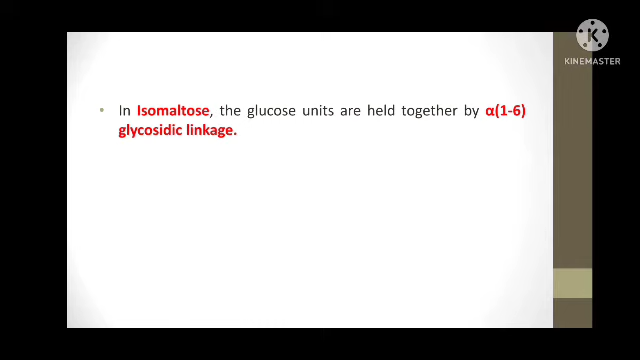 KINEMASTER
• In Isomaltose, the glucose units are held together by α(1-6)
glycosidic linkage.